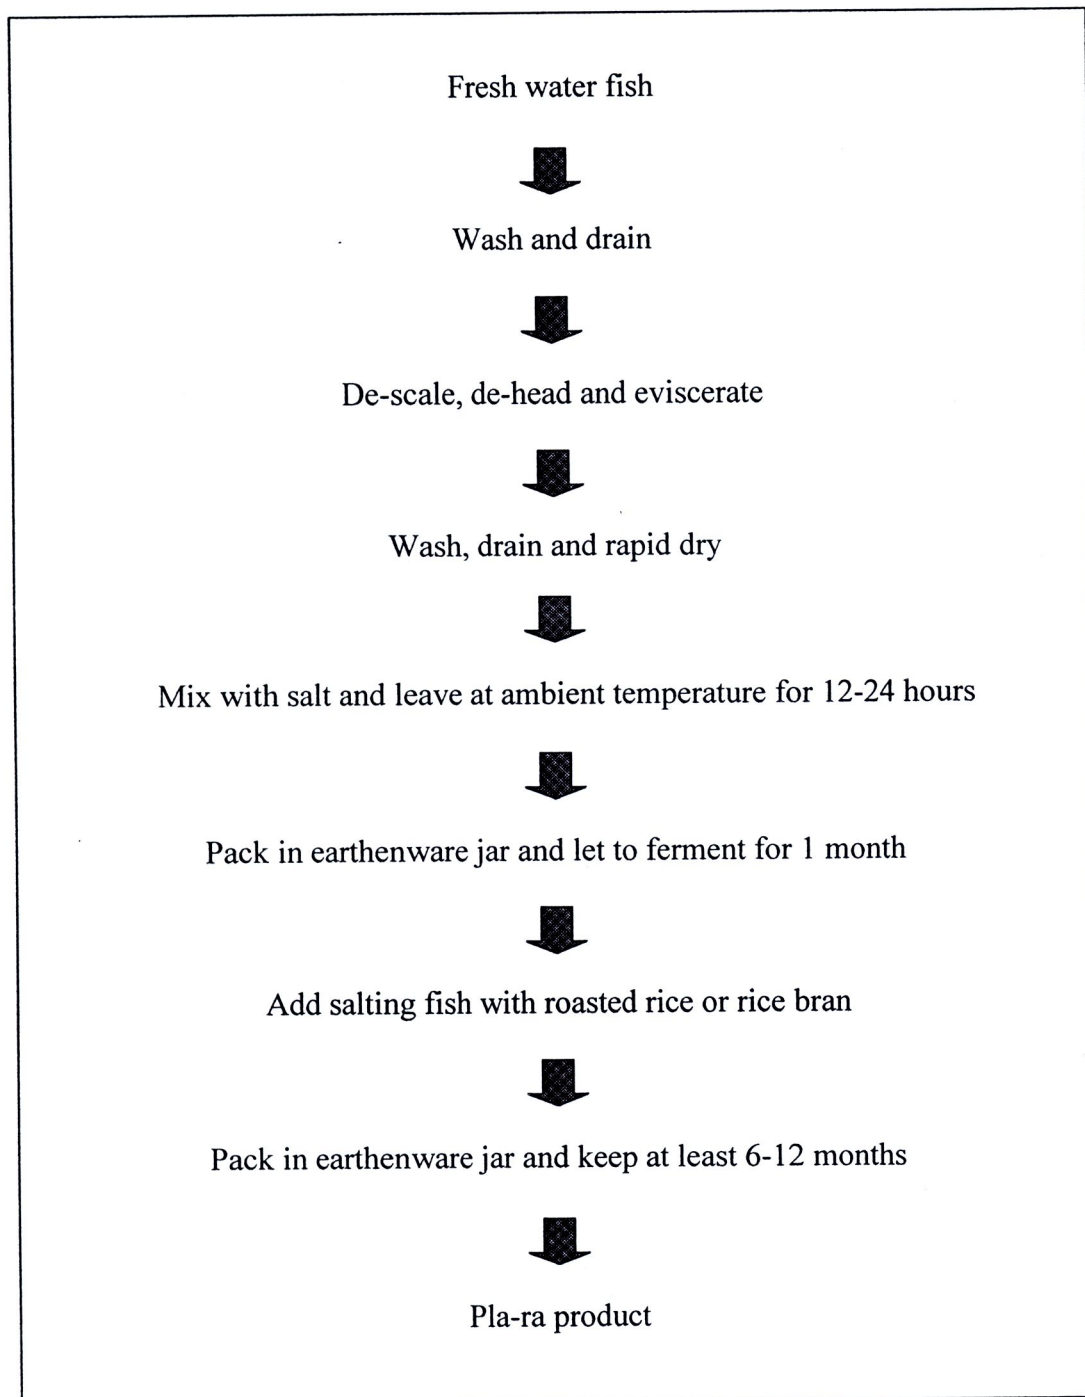 Fresh water fish
Wash and drain
De-scale, de-head and eviscerate
Wash, drain and rapid dry
Mix with salt and leave at ambient temperature for 12-24 hours
Pack in earthenware jar and let to ferment for 1 month
Add salting fish with roasted rice or rice bran
Pack in earthenware jar and keep at least 6-12 months
Pla-ra product